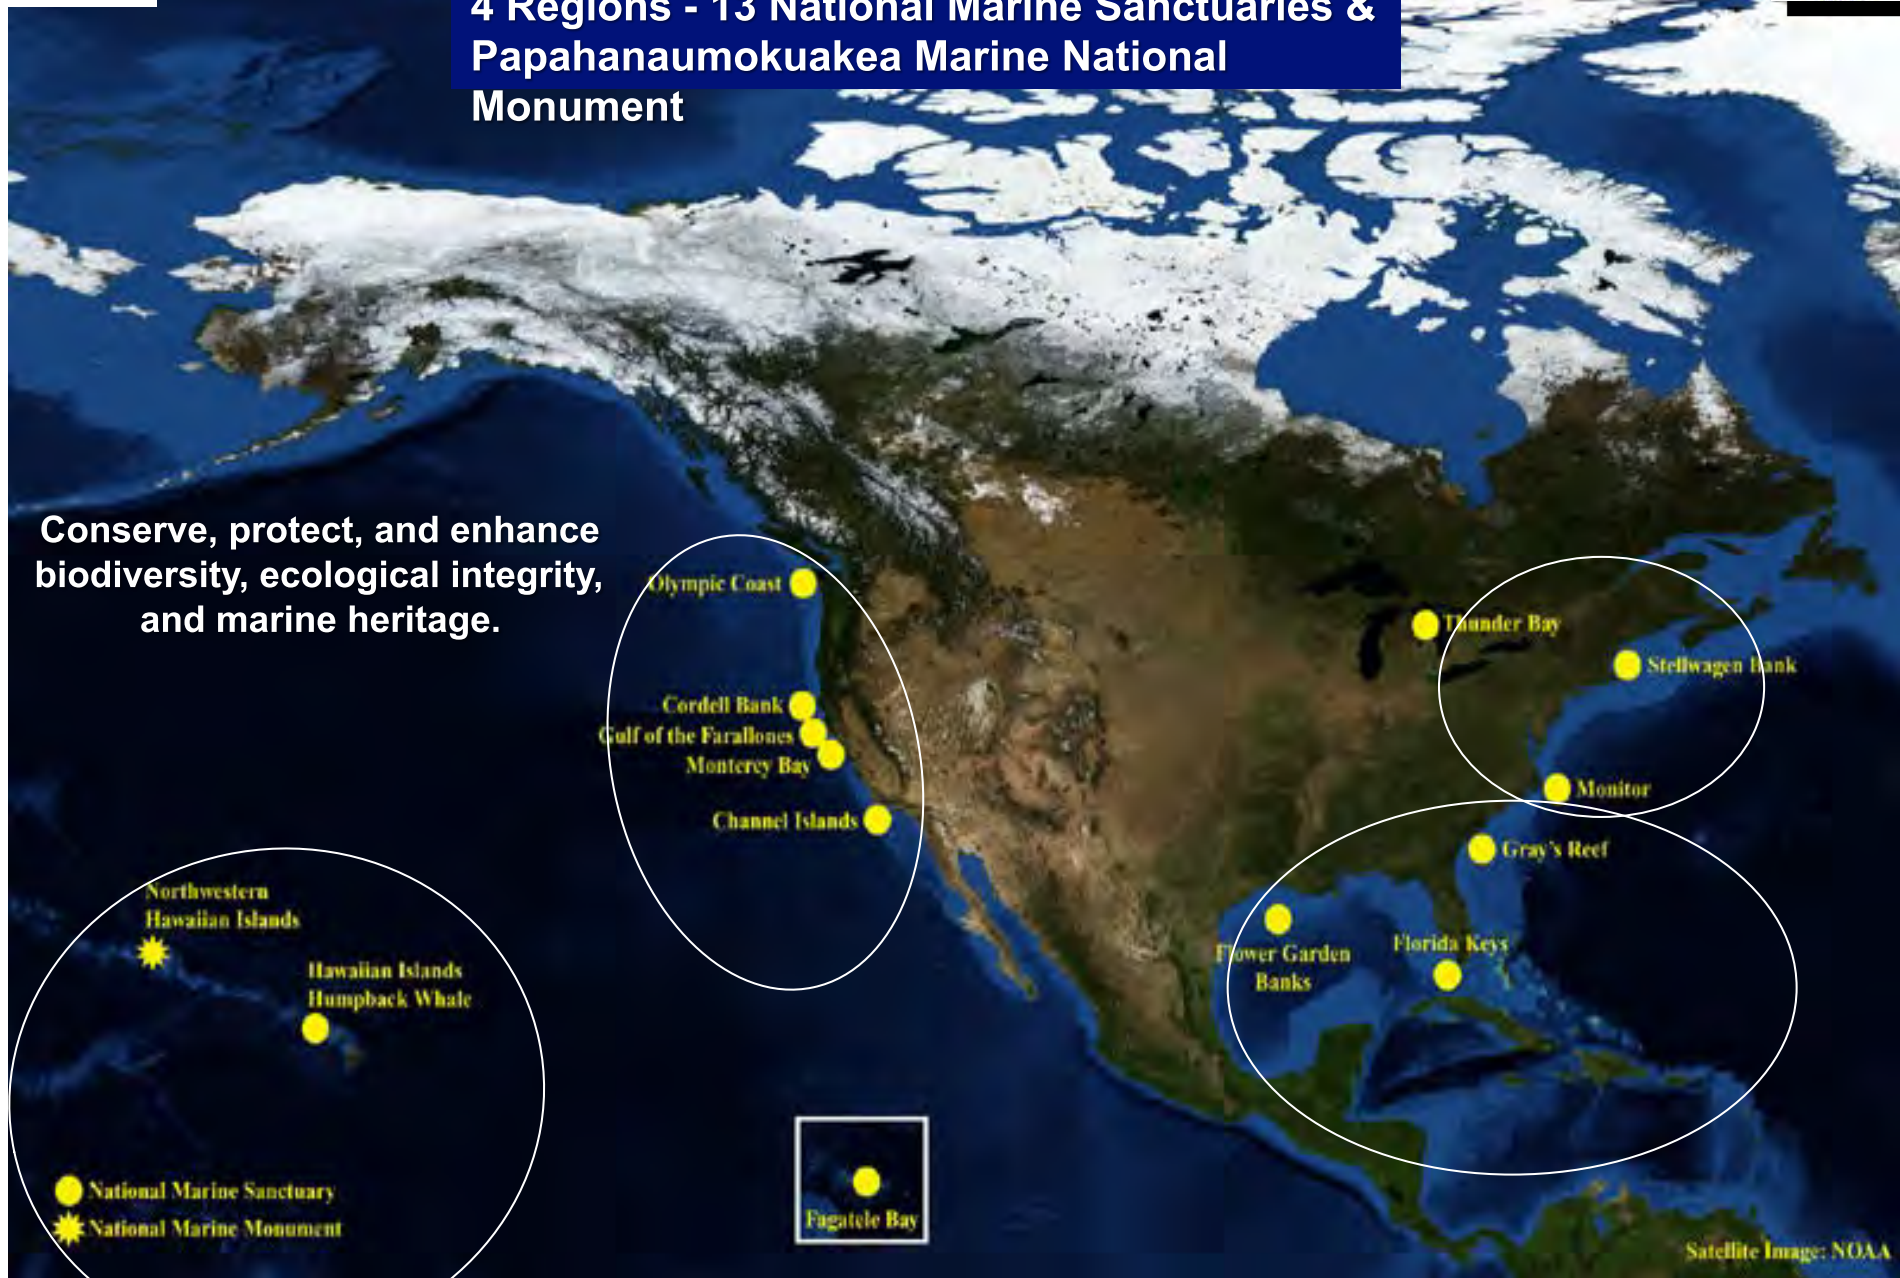 4 Regions - 13 National Marine Sanctuaries &
Papahanaumokuakea Marine National
Monument
Conserve, protect, and enhance
biodiversity, ecological integrity,
and marine heritage.
Olympic Coast
Thunder Bay
Stellwagen Bank
Cordell Bank
Gulf of the Farallones
Monterey Bay
Monitor
Channel Islands
Gray's Reef
Northwestern
Hawaiian Islands
Flower Garden
Banks
Florida Keys
Hawaiian Islands
Humpback Whale
National Marine Sanctuary
National Marine Monument
Fagatele Bay
Satellite Image: NOAA